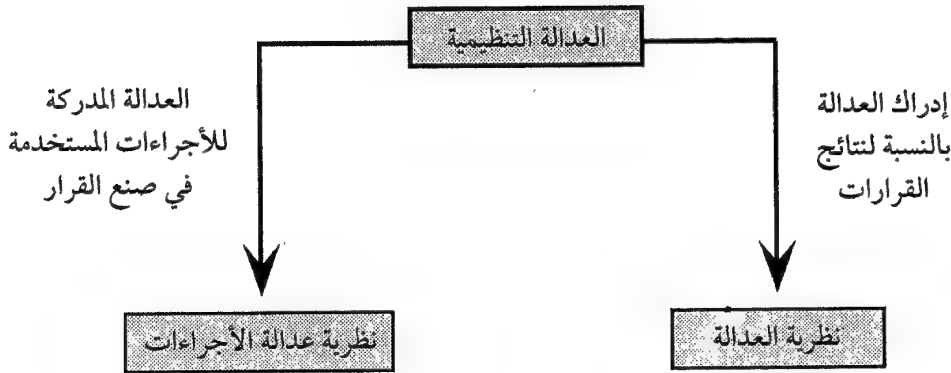 العدالة التنظيمية
إدراك العدالة
بالنسبة لنتائج
القرارات
العدالة المدركة
للأجراءات المستخدمة
في صنع القرار
نظرية العدالة
نظرية عدالة الأجراءات